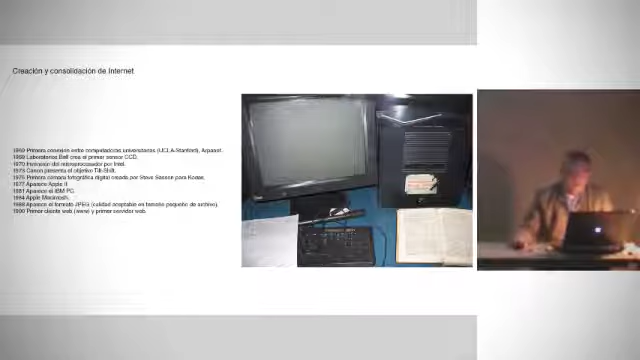 Creación y consolidación de Internet
1969 Primera conexión entre computadoras universitarias (UCLA-Stanford), Arpanet.
1969 Laboratorios Bell crea el primer sensor CCD.
1970 Invención del microprocesador por Intel.
1973 Canon presenta el objetivo Tilt-Shift.
1975 Primera cámara fotográfica digital creada por Steve Sasson para Kodak.
1977 Aparece Apple II
1981 Aparece el IBM PC.
1984 Apple Macintosh.
1988 Aparece el formato JPEG (calidad aceptable en tamaño pequeño de archivo).
1990 Primer cliente web (www) y primer servidor web.